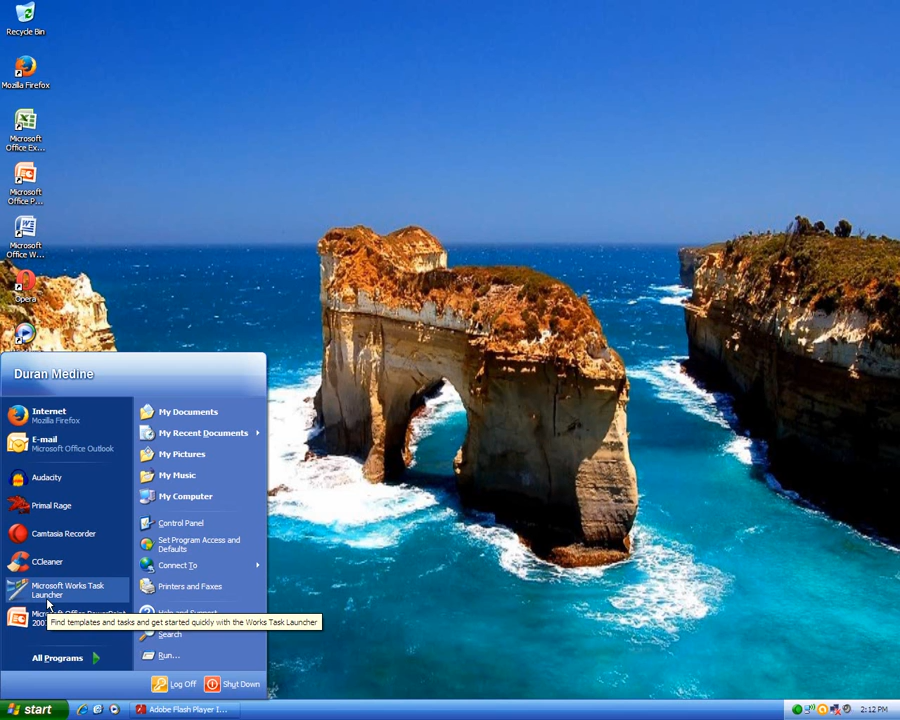 Recycle Bin
Mozilla Firefox
Microsoft
Office Ex...
Microsoft
Office P...
Microsoft
Office W...
Opera
Duran Medine
Internet
Mozilla Firefox
E-mail
Microsoft Office Outlook
Audacity
Primal Rage
Camtasia Recorder
CCleaner
Microsoft Works Task
Launcher
Microsoft Office PowerPoint
200
All Programs
My Documents
My Recent Documents
My Pictures
My Music
My Computer
Control Panel
Set Program Access and
Defaults
Connect To
Printers and Faxes
Help and Support
Find templates and tasks and get started quickly with the Works Task Launcher
Search
Run...
Log Off
Shut Down
start
Adobe Flash Player I...
2:12 PM